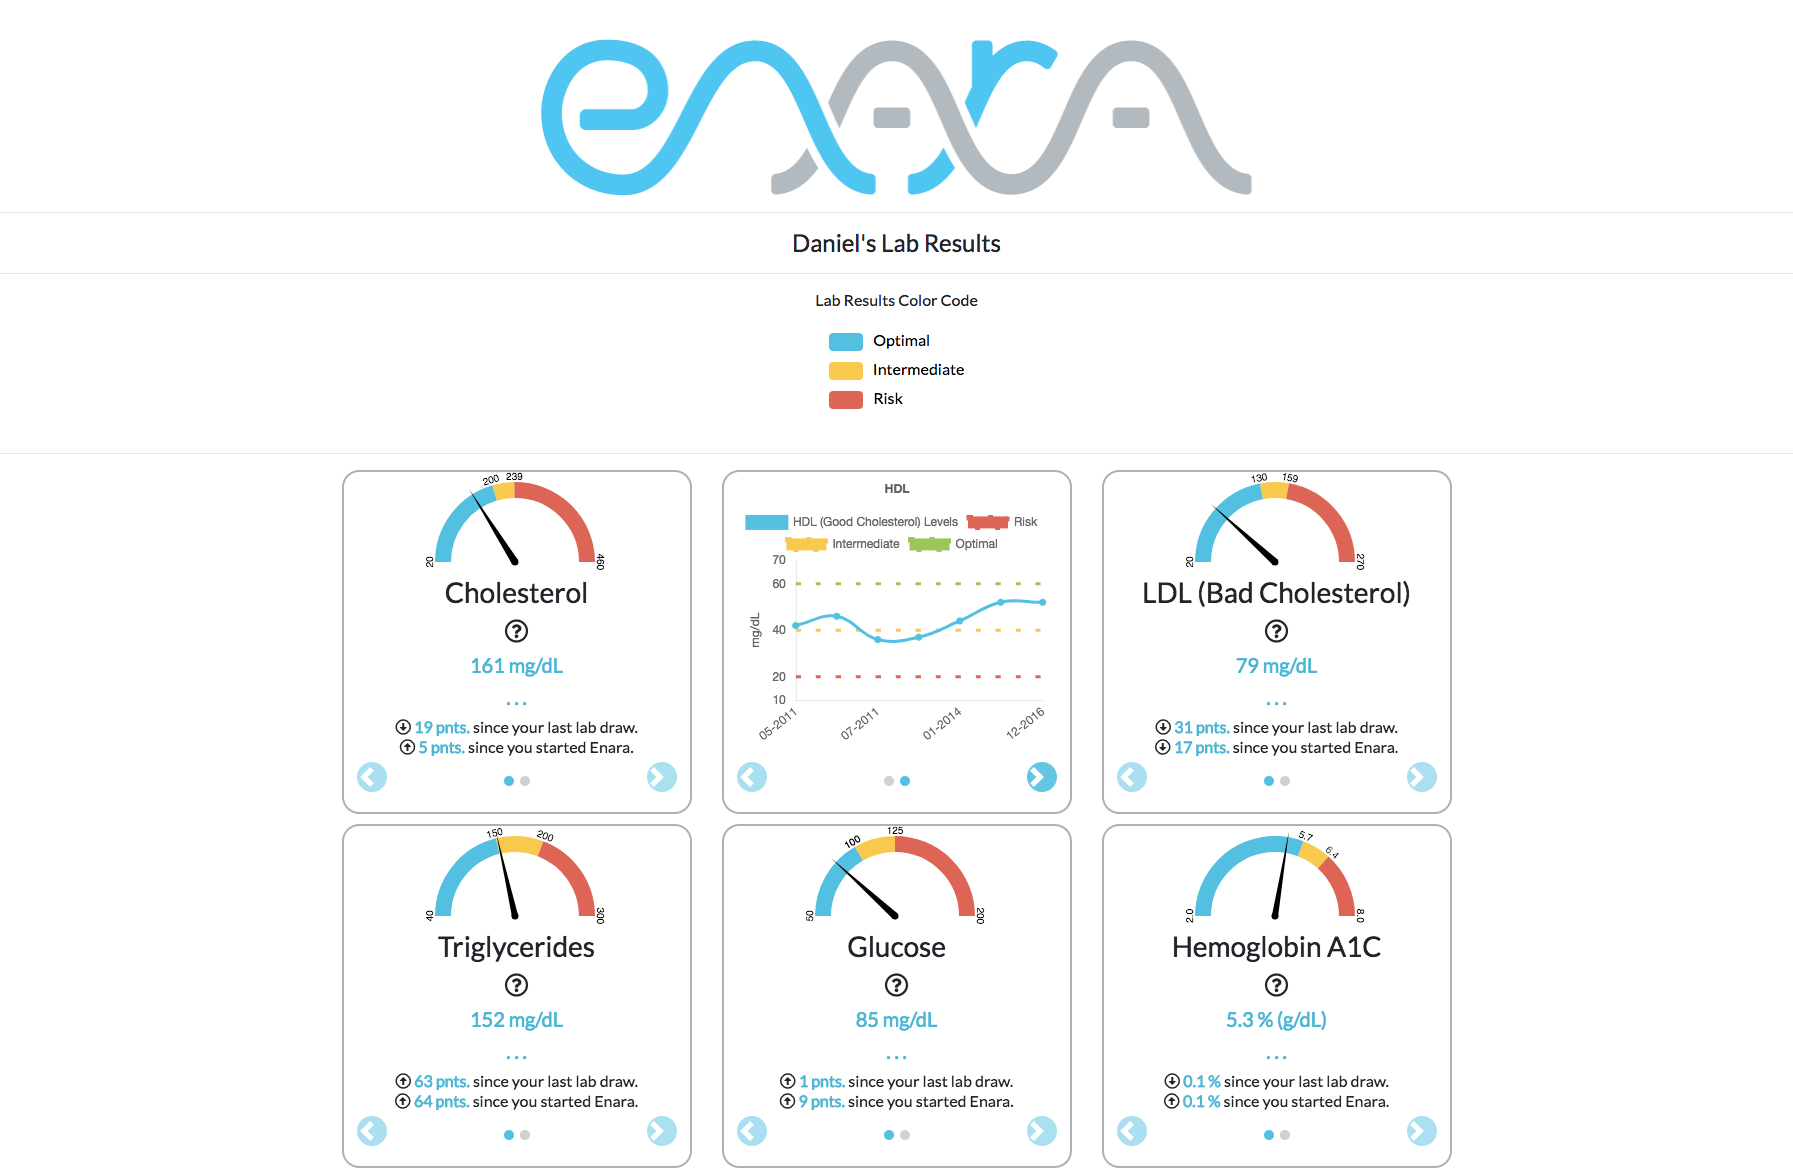 enara
Daniel's Lab Results
Lab Results Color Code
Optimal
Intermediate
Risk
20 200 239 460
Cholesterol
?
161 mg/dL
...
19 pnts. since your last lab draw.
5 pnts. since you started Enara.
HDL
HDL (Good Cholesterol) Levels Risk
Intermediate Optimal
70
60
40
20
10
mg/dL
05-2011 07-2011 01-2014 12-2016
20 130 159 270
LDL (Bad Cholesterol)
?
79 mg/dL
...
31 pnts. since your last lab draw.
17 pnts. since you started Enara.
40 150 200 300
Triglycerides
?
152 mg/dL
...
63 pnts. since your last lab draw.
64 pnts. since you started Enara.
50 100 125 200
Glucose
?
85 mg/dL
...
1 pnts. since your last lab draw.
9 pnts. since you started Enara.
2.0 5.7 6.4 8.0
Hemoglobin A1C
?
5.3 % (g/dL)
...
0.1 % since your last lab draw.
0.1 % since you started Enara.